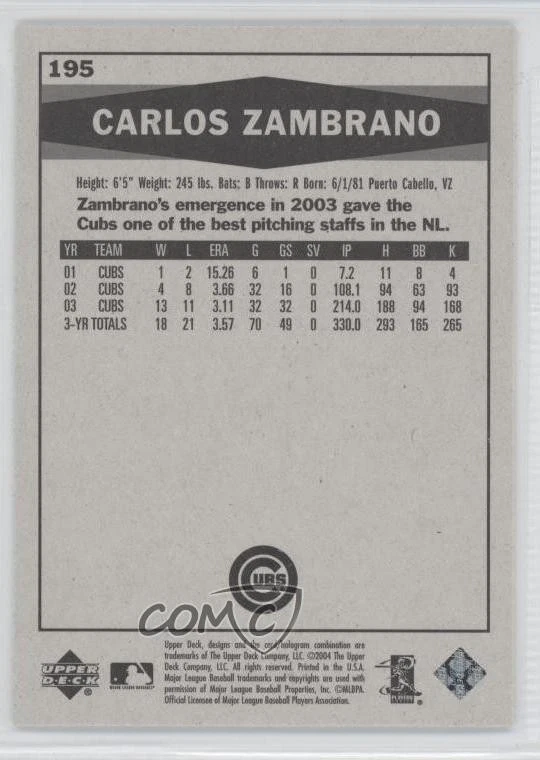 195
CARLOS ZAMBRANO
Height: 6'5" Weight: 245 lbs. Bats: B Throws: R Born: 6/1/81 Puerto Cabello, VZ
Zambrano's emergence in 2003 gave the
Cubs one of the best pitching staffs in the NL.
YR TEAM W L ERA G GS SV IP H BB K
01 CUBS 1 2 15.26 6 1 0 7.2 11 8 4
02 CUBS 4 8 3.66 32 16 0 108.1 94 63 93
03 CUBS 13 11 3.11 32 32 0 214.0 188 94 168
3-YR TOTALS 18 21 3.57 70 49 0 330.0 293 165 265
CUBS
COMC
Upper Deck, designs and the card/hologram combination are
trademarks of The Upper Deck Company, LLC. ©2004 The Upper
Deck Company, LLC. All rights reserved. Printed in the U.S.A.
Major League Baseball trademarks and copyrights are used with
permission of Major League Baseball Properties, Inc. ©MLBPA.
Official Licensee of Major League Baseball Players Association.
UPPER
DECK
MAJOR LEAGUE BASEBALL
PLAYERS